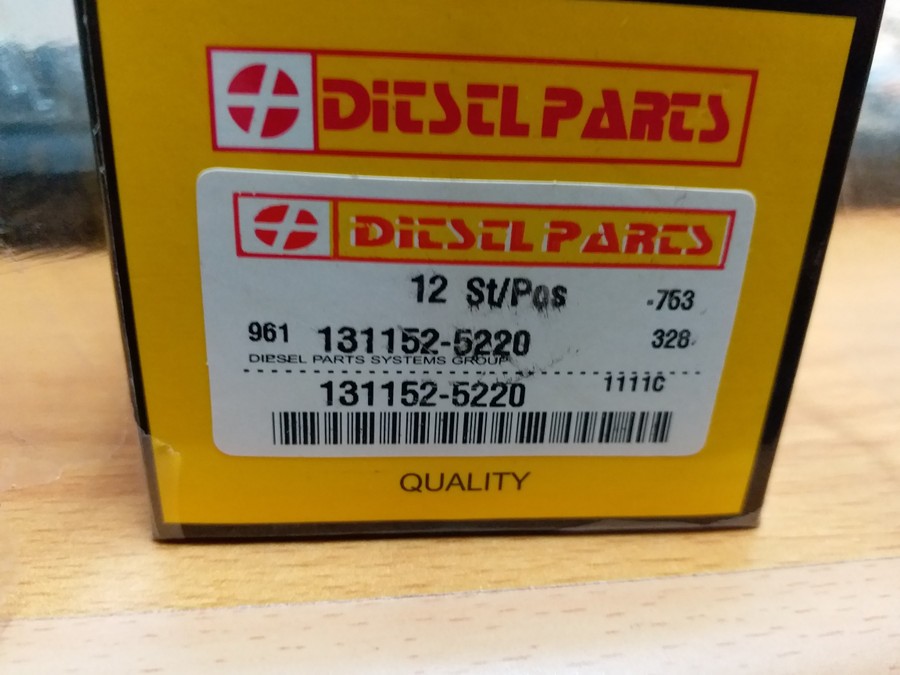 DIESEL PARTS
DIESEL PARTS
12 St/Pcs
-753
961 131152-5220 328
DIESEL PARTS SYSTEMS GROUP
131152-5220 1111C
QUALITY